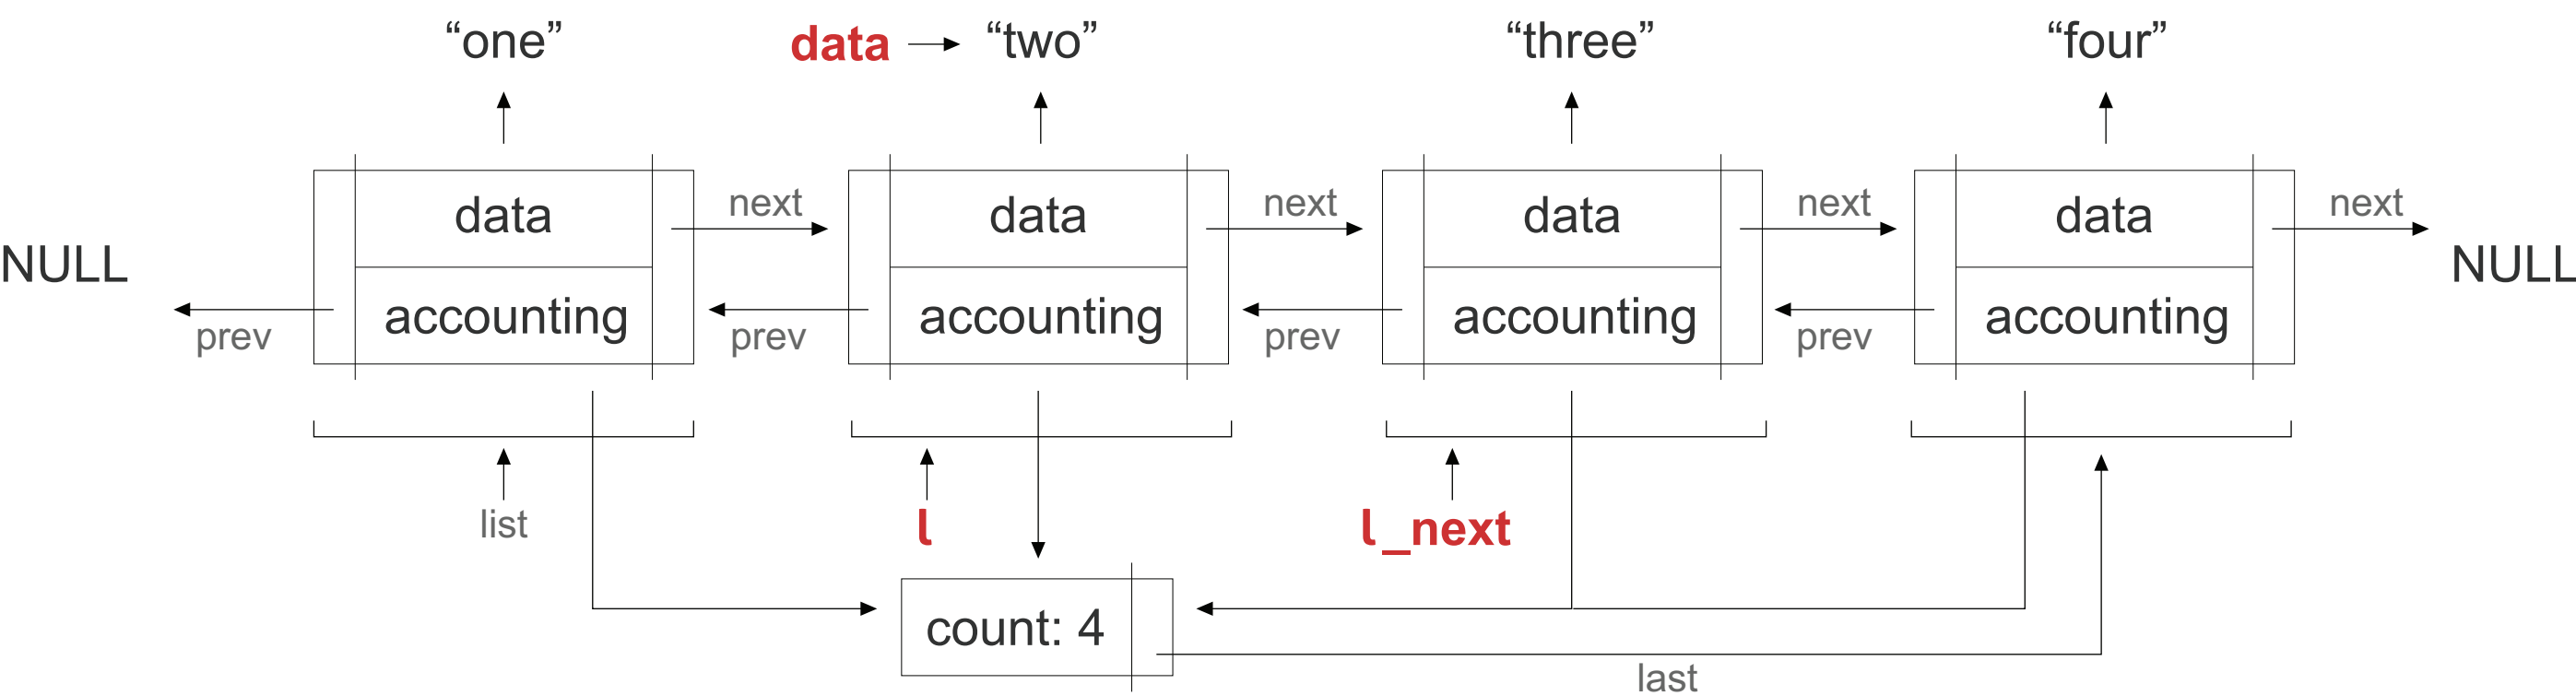 “one” data “two” “three” “four”
data next data next data next data next
NULL NULL
accounting accounting accounting accounting
prev prev prev prev
list l l_next
count: 4
last